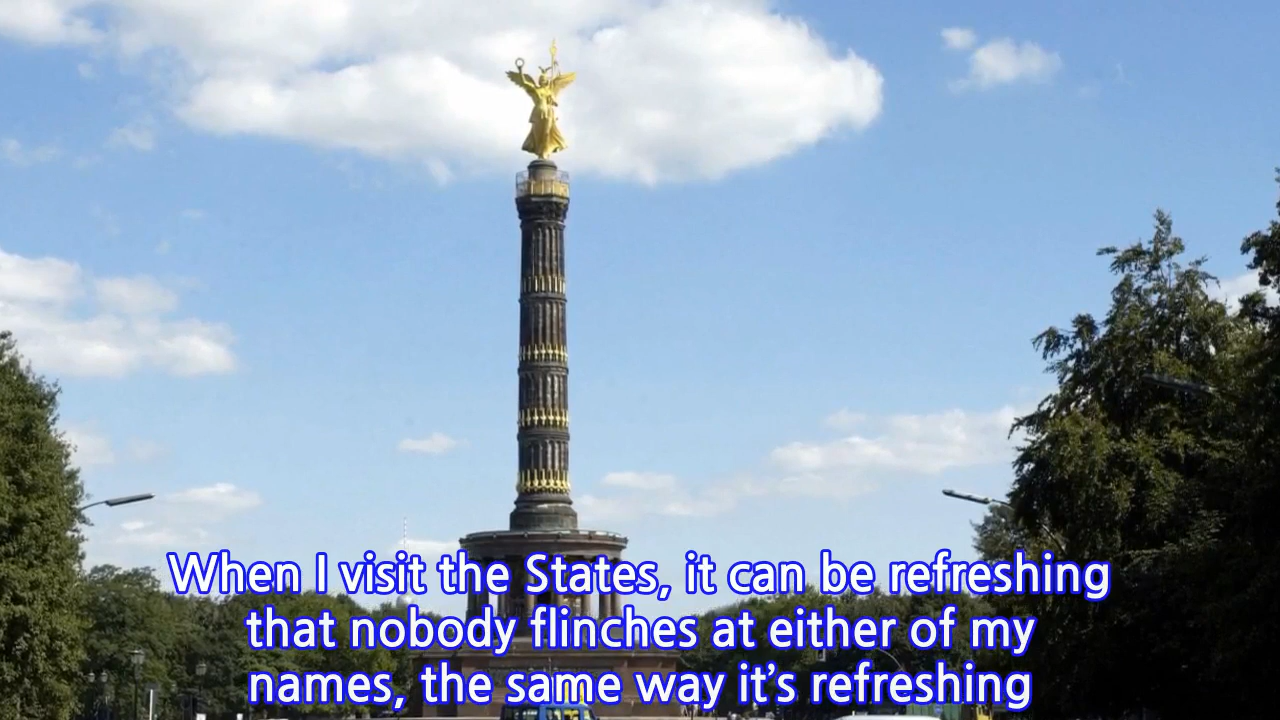 When I visit the States, it can be refreshing
that nobody flinches at either of my
names, the same way it’s refreshing